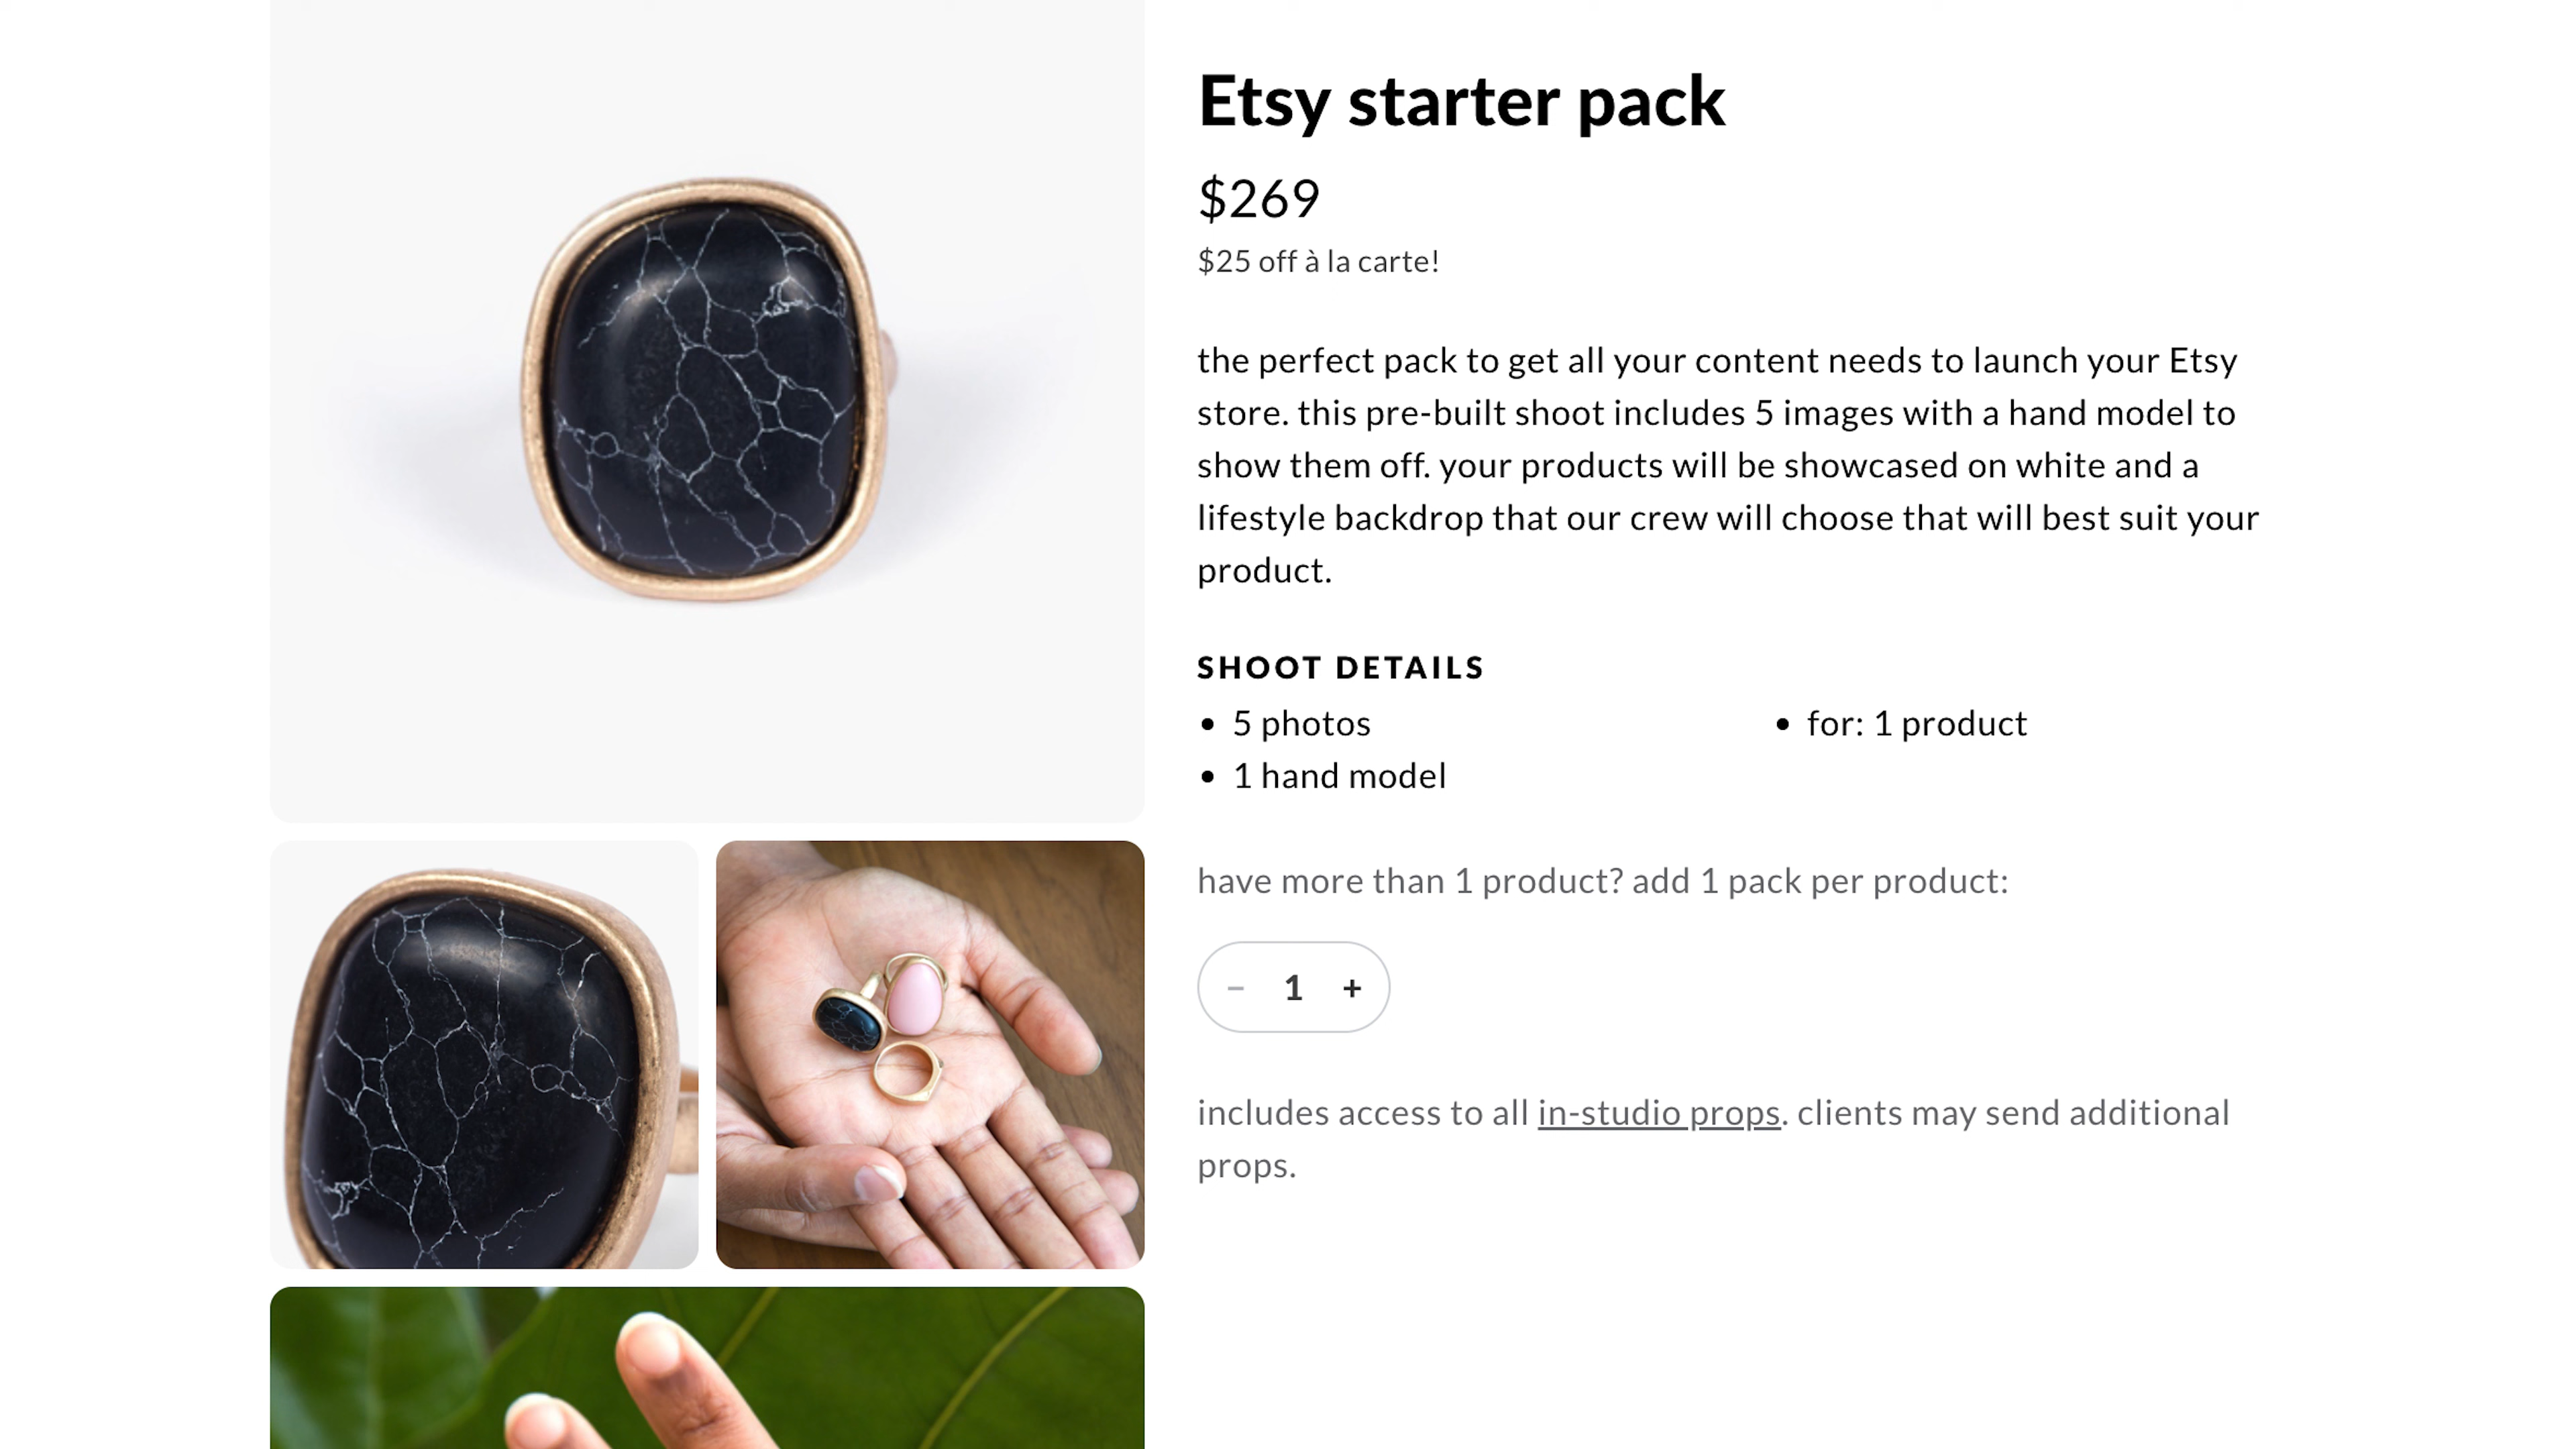 Etsy starter pack
$269
$25 off à la carte!
the perfect pack to get all your content needs to launch your Etsy
store. this pre-built shoot includes 5 images with a hand model to
show them off. your products will be showcased on white and a
lifestyle backdrop that our crew will choose that will best suit your
product.
SHOOT DETAILS
• 5 photos
• for: 1 product
• 1 hand model
have more than 1 product? add 1 pack per product:
− 1 +
includes access to all in-studio props. clients may send additional
props.